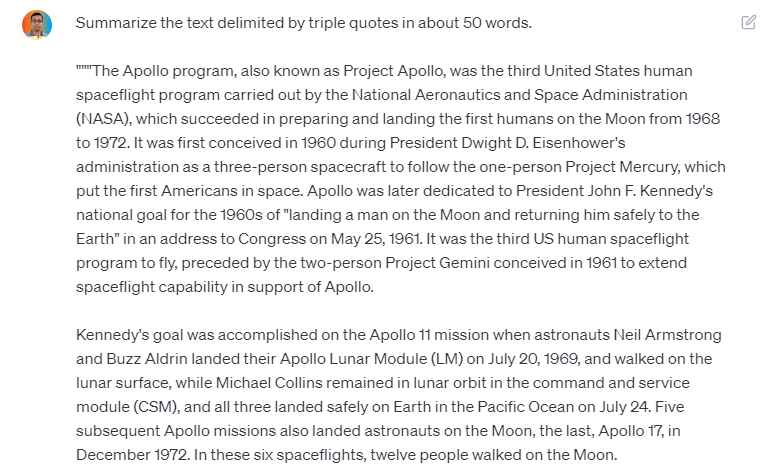 Summarize the text delimited by triple quotes in about 50 words.
"""The Apollo program, also known as Project Apollo, was the third United States human
spaceflight program carried out by the National Aeronautics and Space Administration
(NASA), which succeeded in preparing and landing the first humans on the Moon from 1968
to 1972. It was first conceived in 1960 during President Dwight D. Eisenhower's
administration as a three-person spacecraft to follow the one-person Project Mercury, which
put the first Americans in space. Apollo was later dedicated to President John F. Kennedy's
national goal for the 1960s of "landing a man on the Moon and returning him safely to the
Earth" in an address to Congress on May 25, 1961. It was the third US human spaceflight
program to fly, preceded by the two-person Project Gemini conceived in 1961 to extend
spaceflight capability in support of Apollo.
Kennedy's goal was accomplished on the Apollo 11 mission when astronauts Neil Armstrong
and Buzz Aldrin landed their Apollo Lunar Module (LM) on July 20, 1969, and walked on the
lunar surface, while Michael Collins remained in lunar orbit in the command and service
module (CSM), and all three landed safely on Earth in the Pacific Ocean on July 24. Five
subsequent Apollo missions also landed astronauts on the Moon, the last, Apollo 17, in
December 1972. In these six spaceflights, twelve people walked on the Moon.